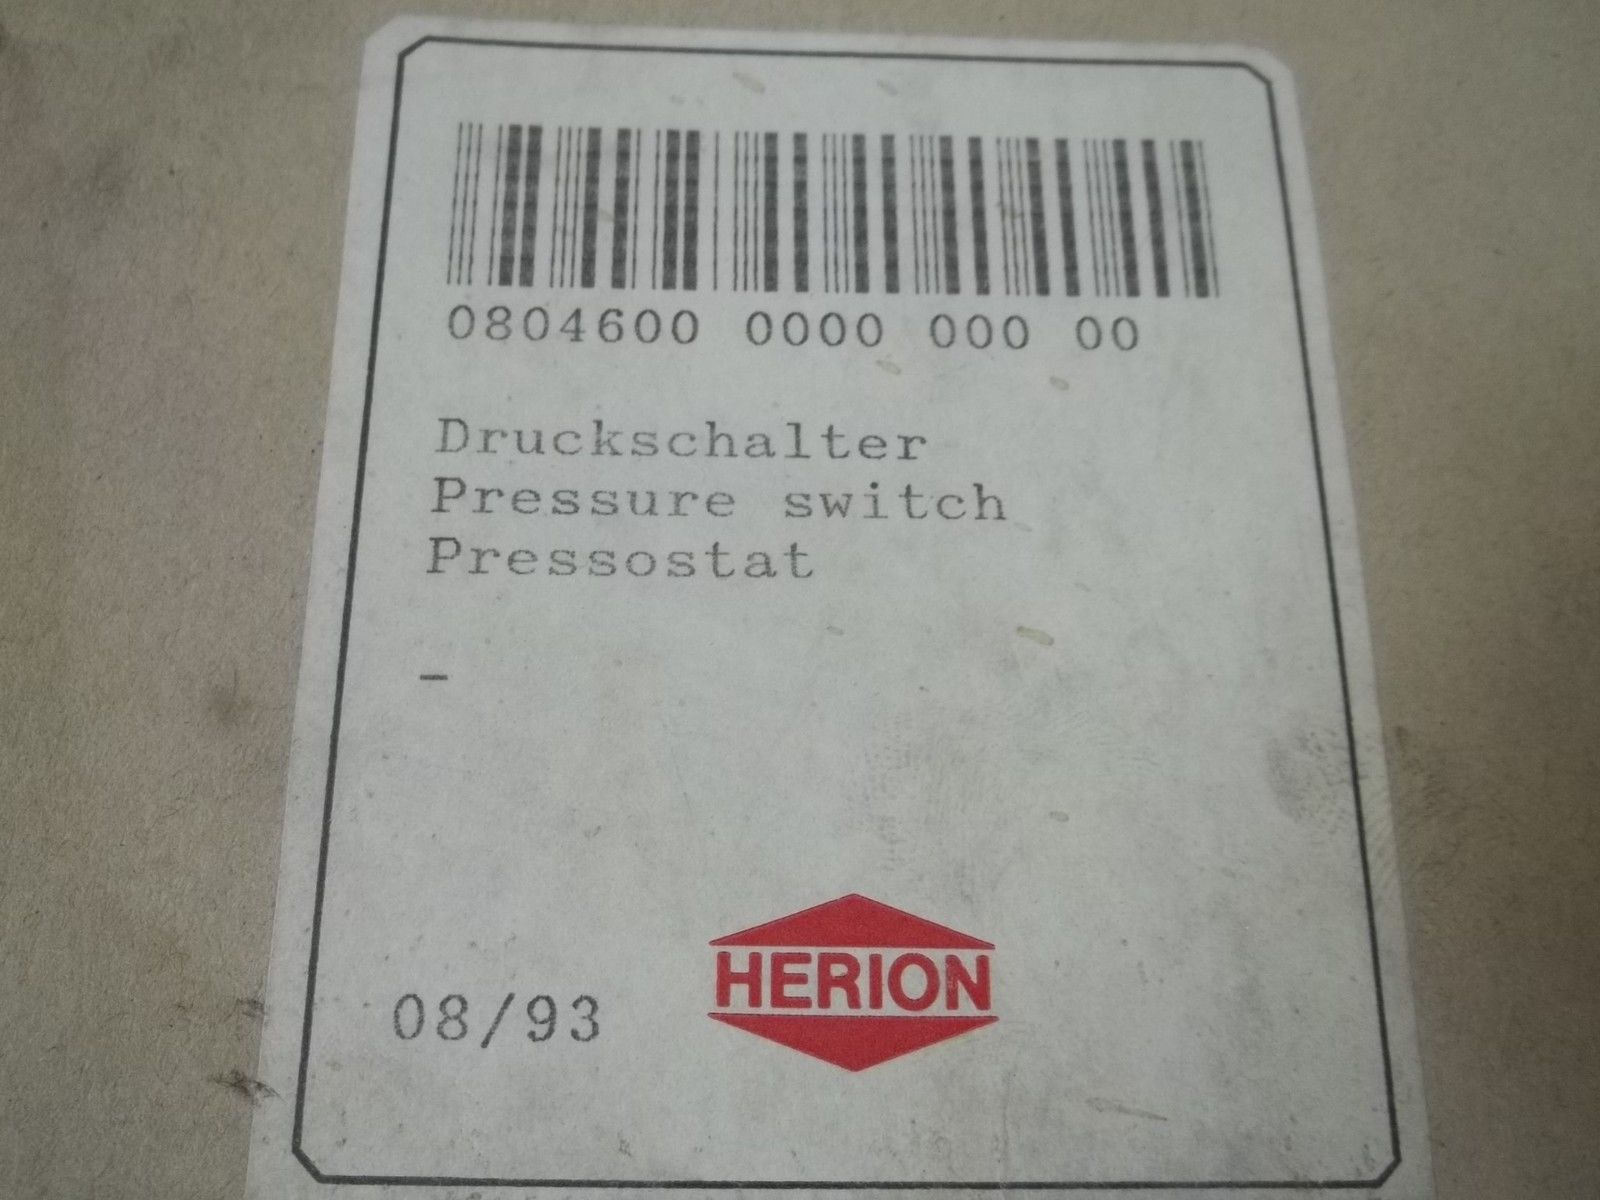 0804600 0000 000 00
Druckschalter
Pressure switch
Pressostat
-
HERION
08/93